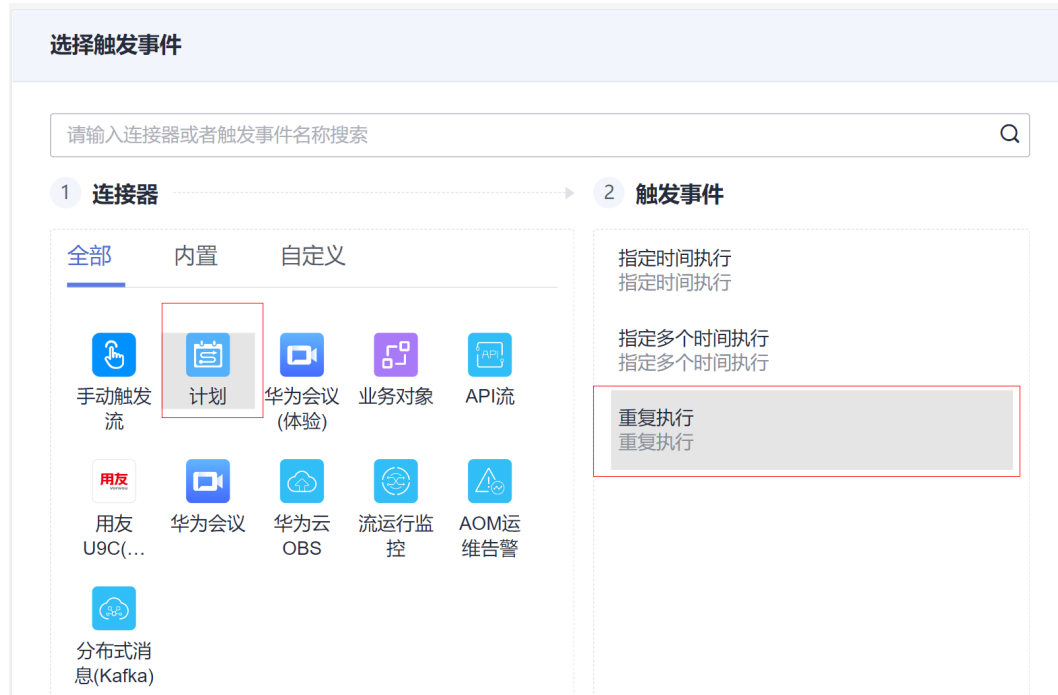 选择触发事件
请输入连接器或者触发事件名称搜索
1 连接器
2 触发事件
全部 内置 自定义
手动触发
流
计划
华为会议
(体验)
业务对象
API
API流
用友
用友
U9C(...
华为会议
华为云
OBS
流运行监
控
AOM运
维告警
分布式消
息(Kafka)
指定时间执行
指定时间执行
指定多个时间执行
指定多个时间执行
重复执行
重复执行